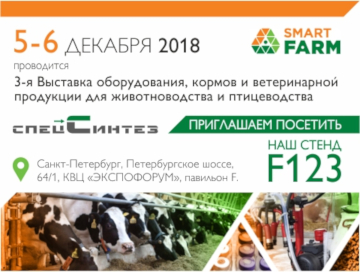 5-6 ДЕКАБРЯ 2018
SMART
FARM
проводится
3-я Выставка оборудования, кормов и ветеринарной
продукции для животноводства и птицеводства
СПЕЦСИНТЕЗ
ПРИГЛАШАЕМ ПОСЕТИТЬ
НАШ СТЕНД
F123
Санкт-Петербург, Петербургское шоссе,
64/1, КВЦ «ЭКСПОФОРУМ», павильон F.